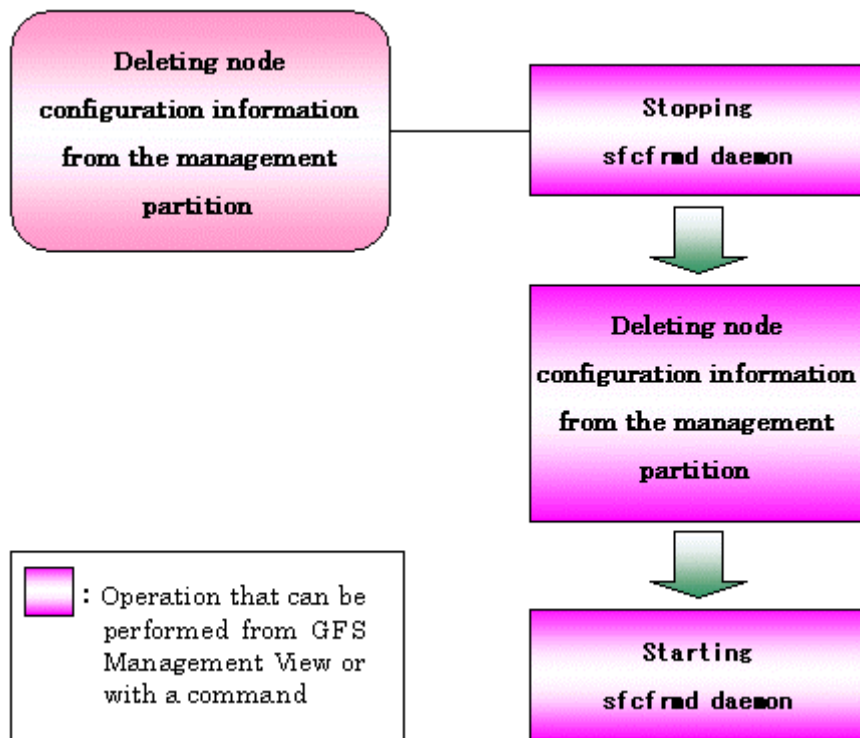 Deleting node
configuration information
from the management
partition
Stopping
sfcfrmd daemon
Deleting node
configuration information
from the management
partition
Starting
sfcfrmd daemon
: Operation that can be
performed from GFS
Management View or
with a command